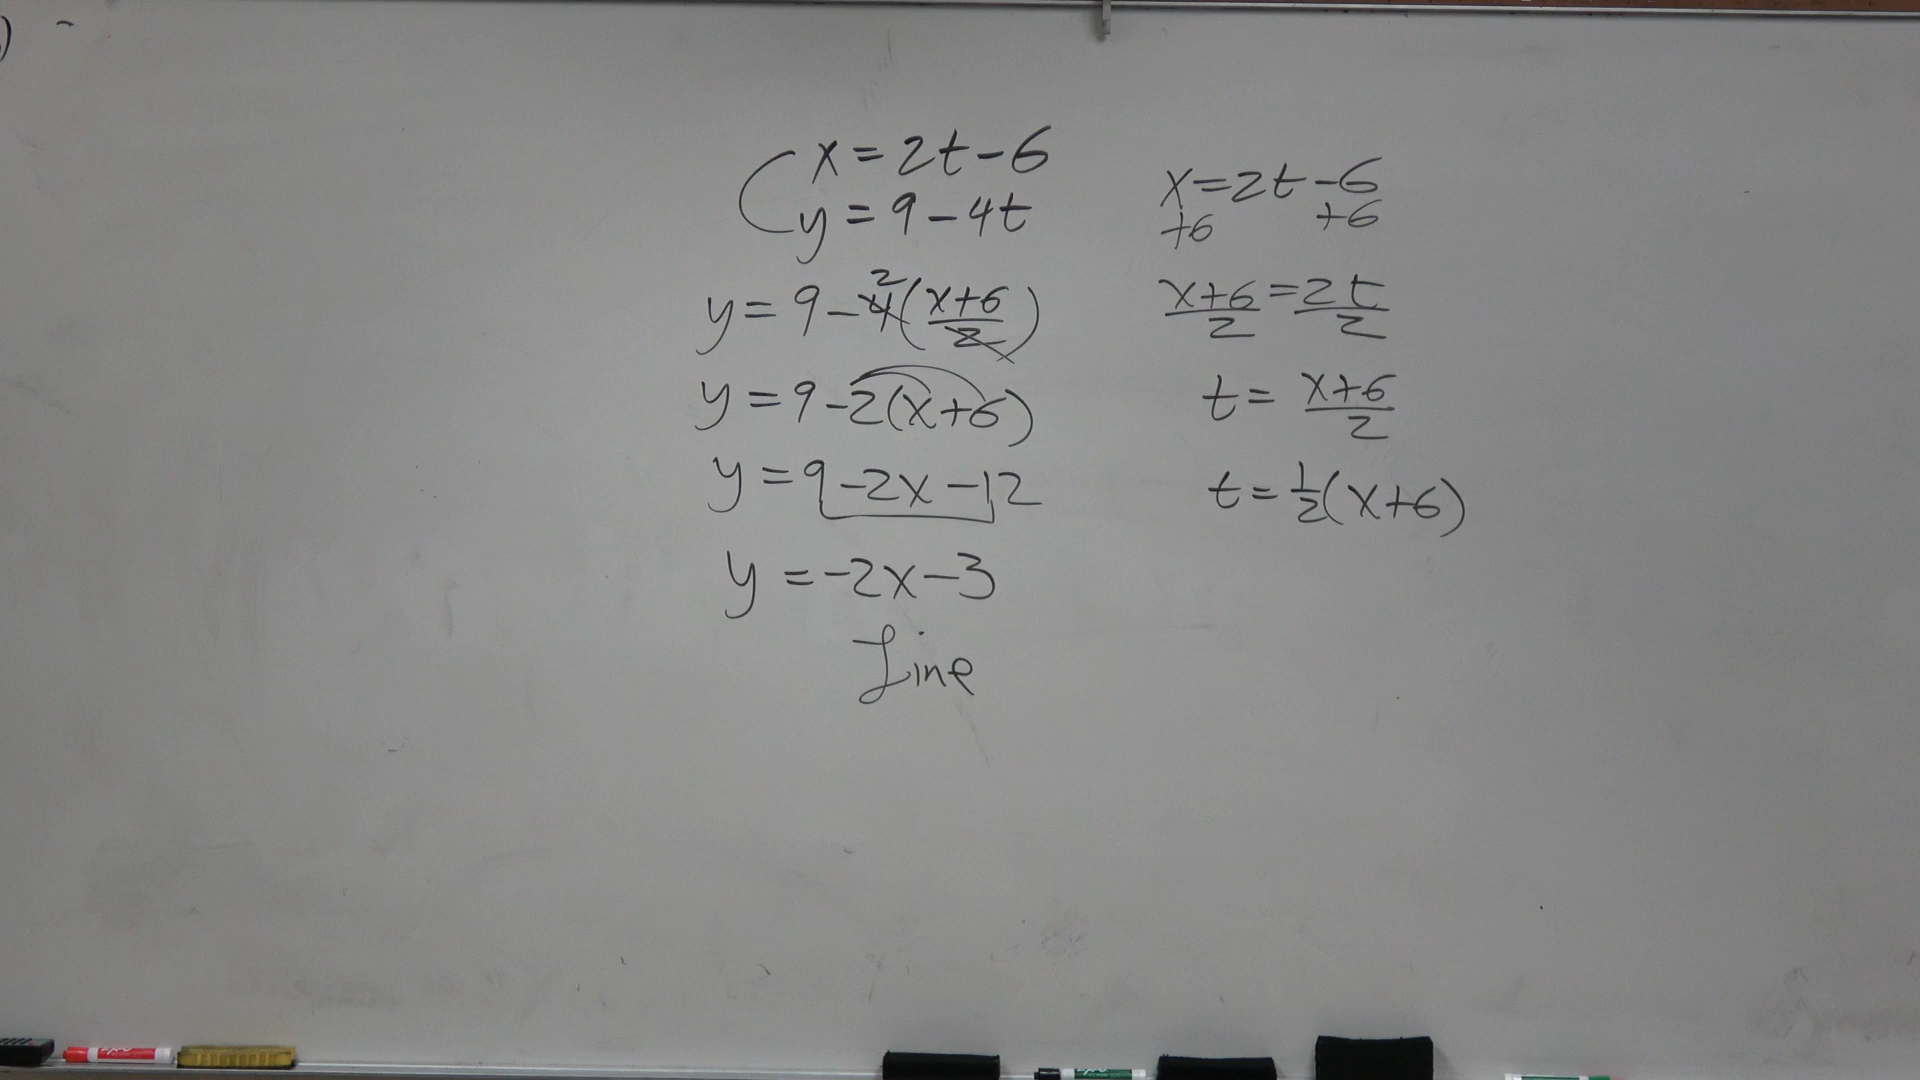 x = 2t - 6
y = 9 - 4t
y = 9 - 4 2 (x+6 / 2)
y = 9 - 2(x+6)
y = 9 - 2x - 12
y = -2x - 3
Line
x = 2t - 6
+6 +6
x+6 / 2 = 2t / 2
t = x+6 / 2
t = 1/2 (x+6)